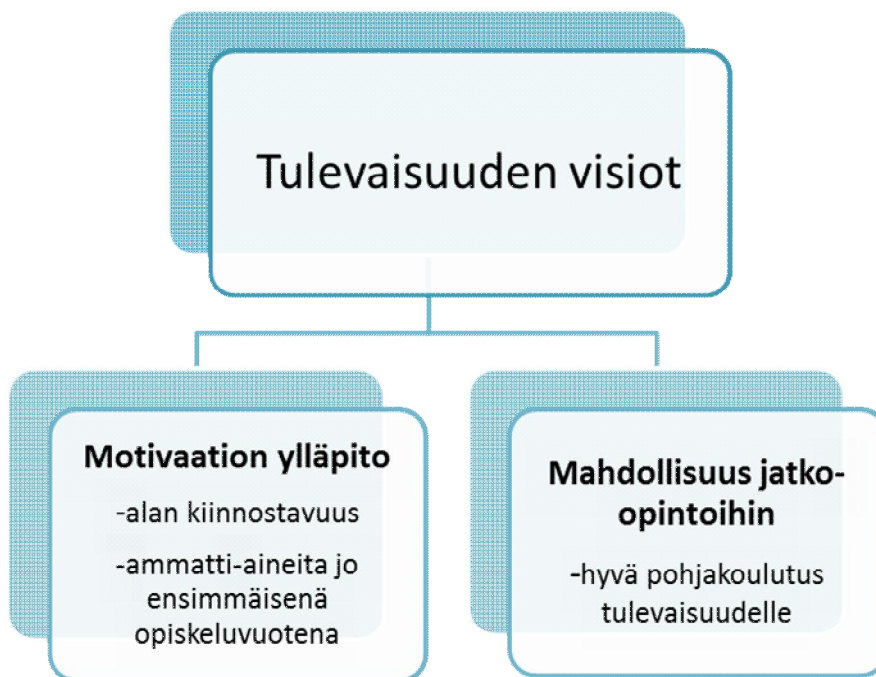 Tulevaisuuden visiot
Motivaation ylläpito
-alan kiinnostavuus
-ammatti-aineita jo
ensimmäisenä
opiskeluvuotena
Mahdollisuus jatko-
opintoihin
-hyvä pohjakoulutus
tulevaisuudelle